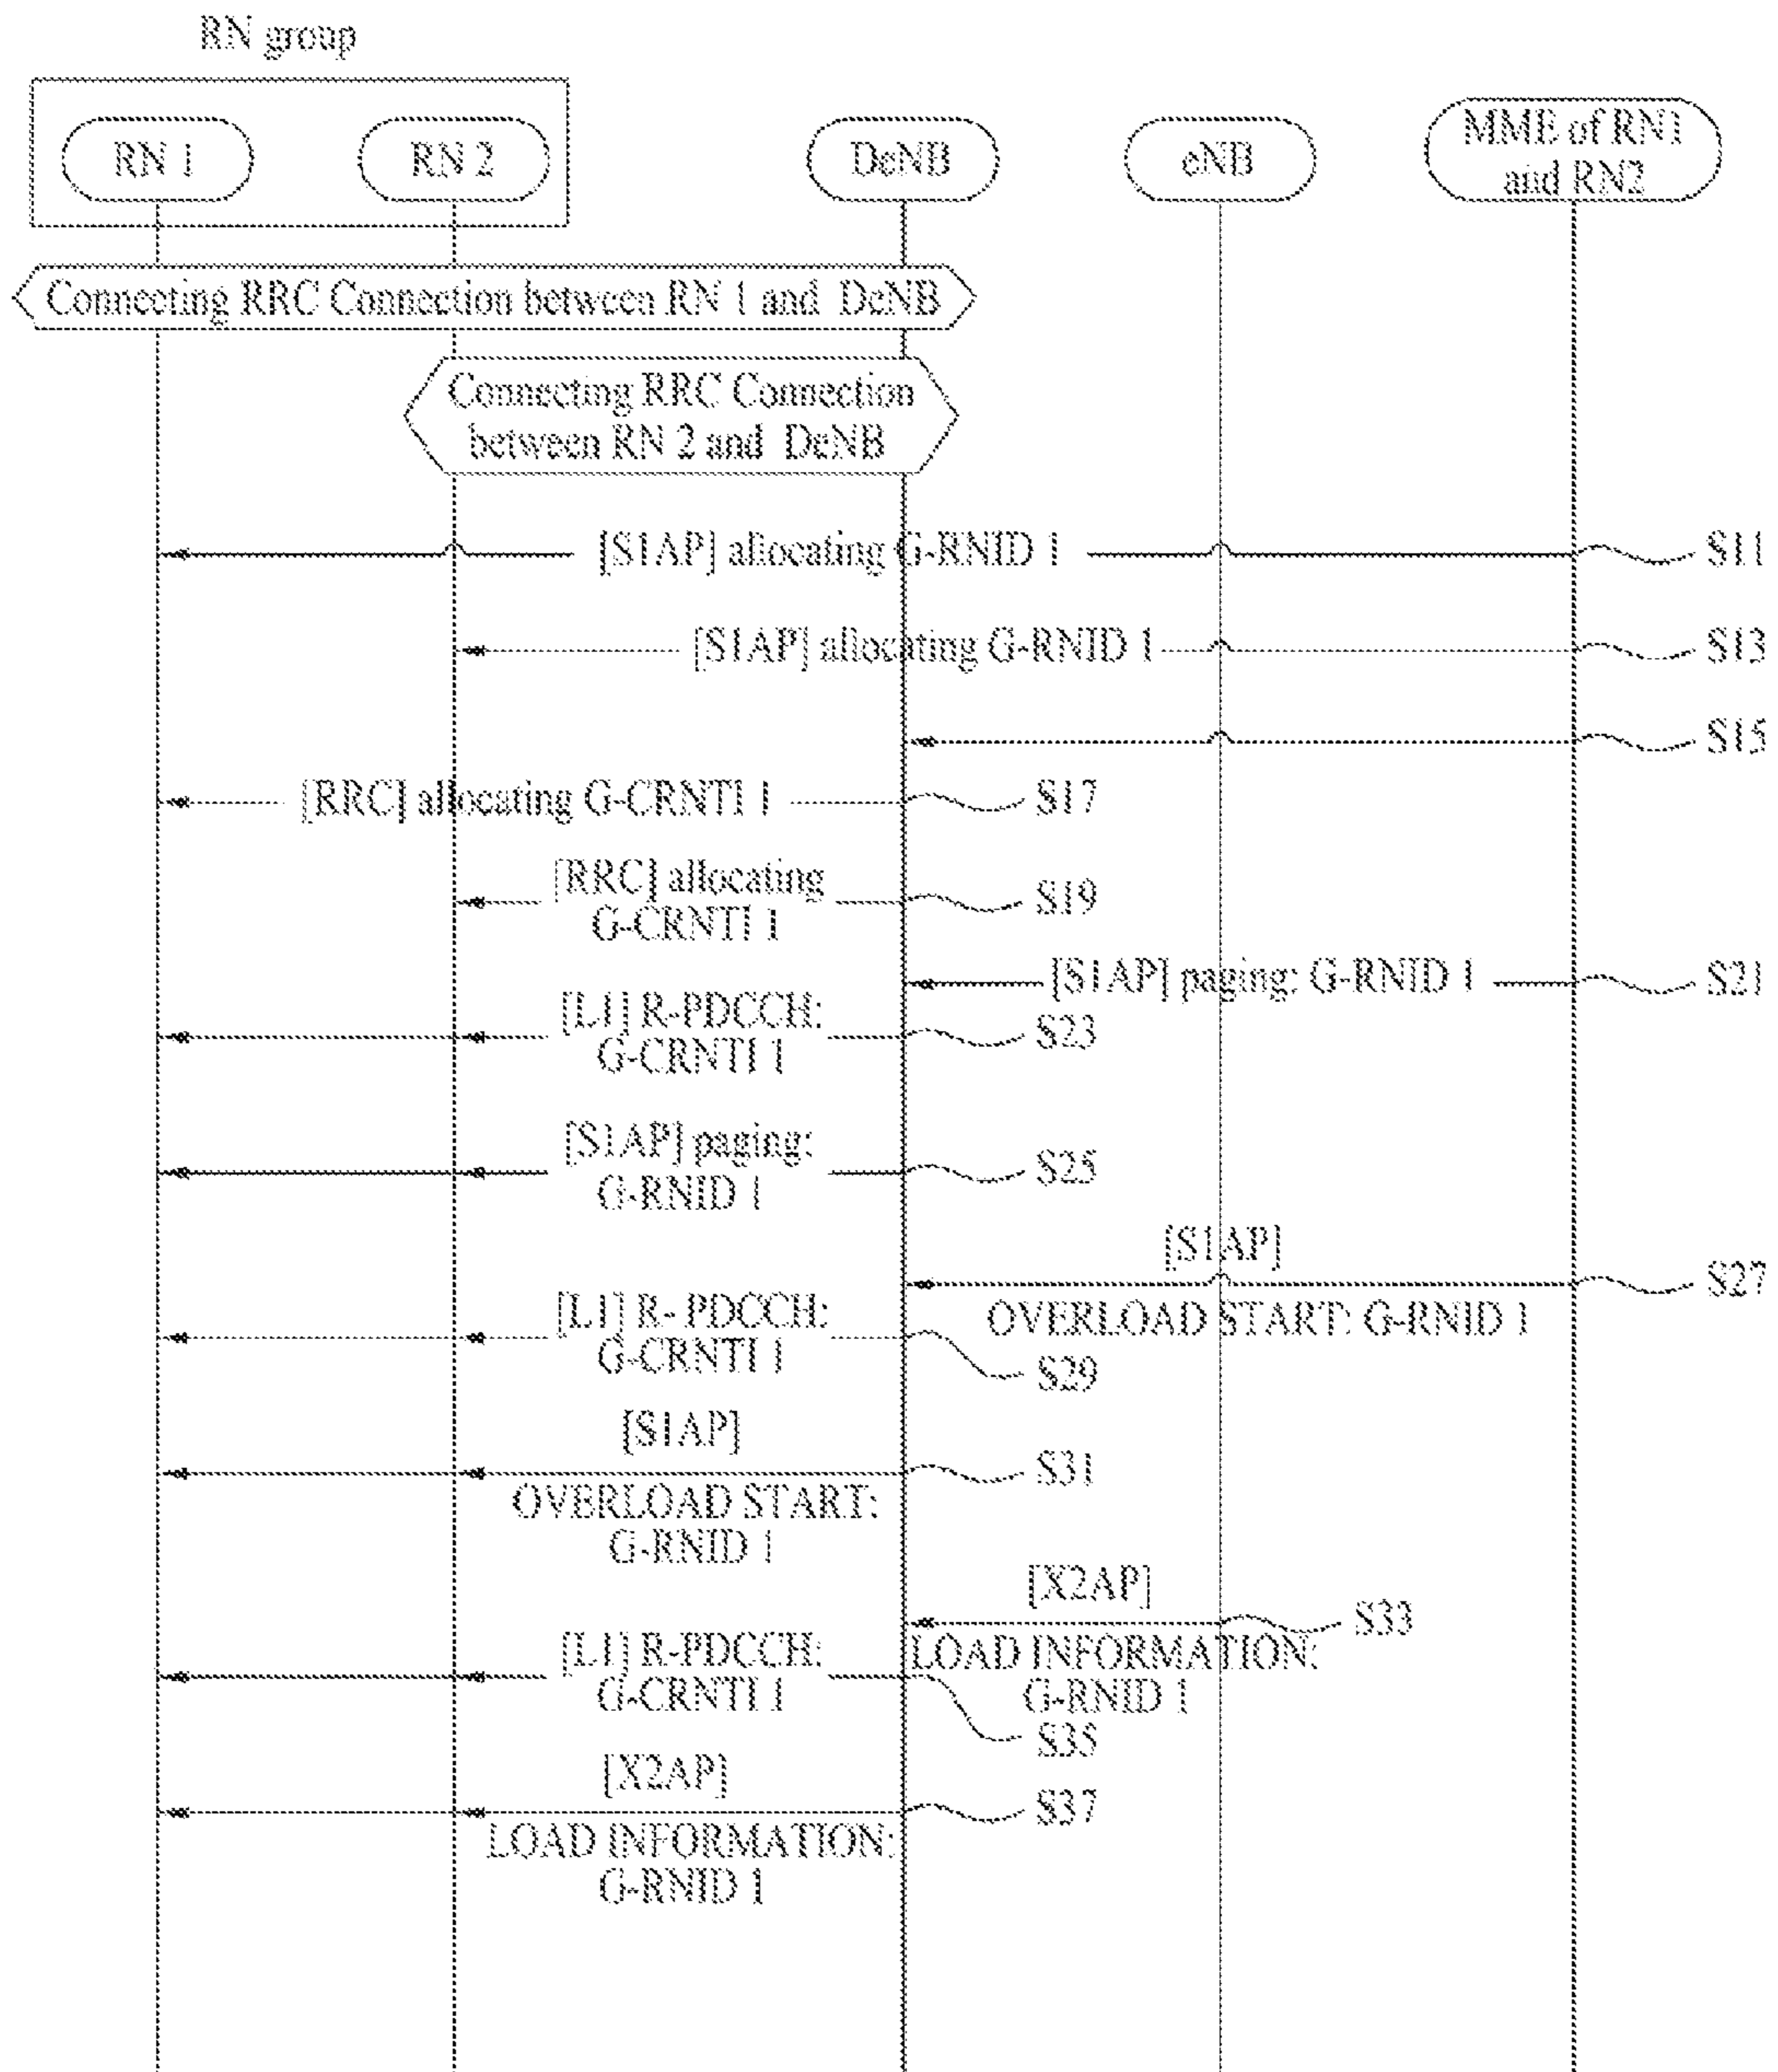 RN group
RN 1
RN 2
DeNB
eNB
MME of RN1
and RN2
Connecting RRC Connection between RN 1 and DeNB
Connecting RRC Connection
between RN 2 and DeNB
[S1AP] allocating G-RNID 1
S11
[S1AP] allocating G-RNID 1
S13
S15
[RRC] allocating G-CRNTI 1
S17
[RRC] allocating
G-CRNTI 1
S19
[S1AP] paging: G-RNID 1
S21
[L1] R-PDCCH:
G-CRNTI 1
S23
[S1AP] paging:
G-RNID 1
S25
[S1AP]
OVERLOAD START: G-RNID 1
S27
[L1] R- PDCCH:
G-CRNTI 1
S29
[S1AP]
OVERLOAD START:
G-RNID 1
S31
[X2AP]
LOAD INFORMATION:
G-RNID 1
S33
[L1] R-PDCCH:
G-CRNTI 1
S35
[X2AP]
LOAD INFORMATION:
G-RNID 1
S37